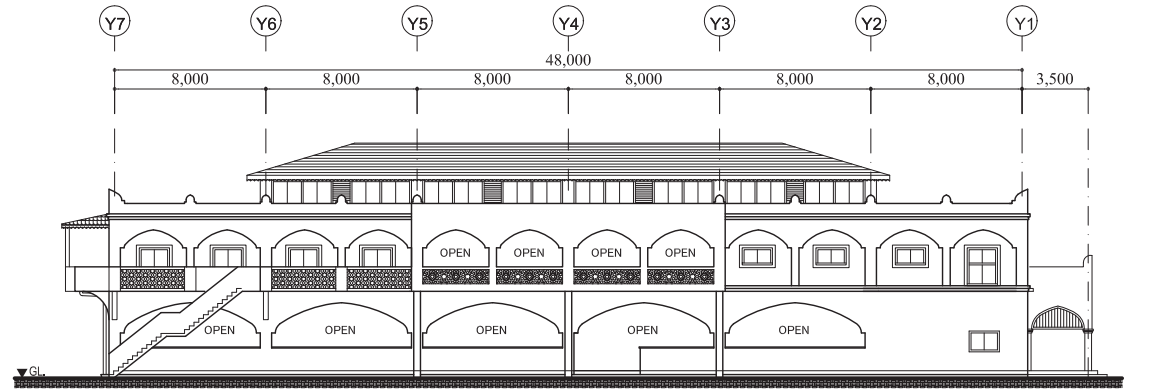 Y7 Y6 Y5 Y4 Y3 Y2 Y1
48,000
8,000 8,000 8,000 8,000 8,000 8,000 3,500
OPEN OPEN OPEN OPEN
OPEN OPEN OPEN OPEN OPEN
GL.